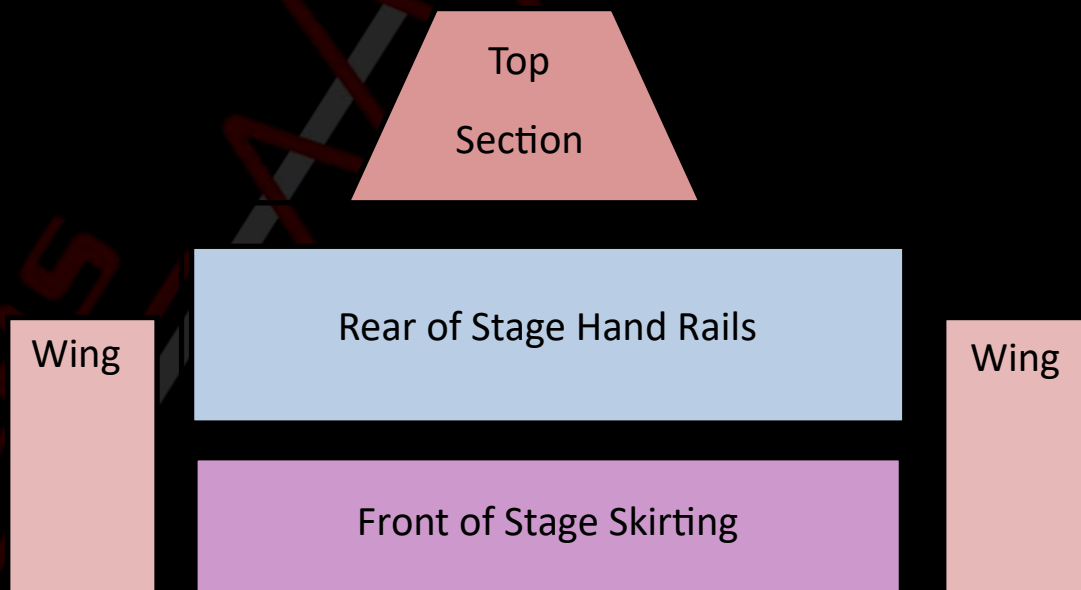 Top
Section
Rear of Stage Hand Rails
Wing
Wing
Front of Stage Skirting